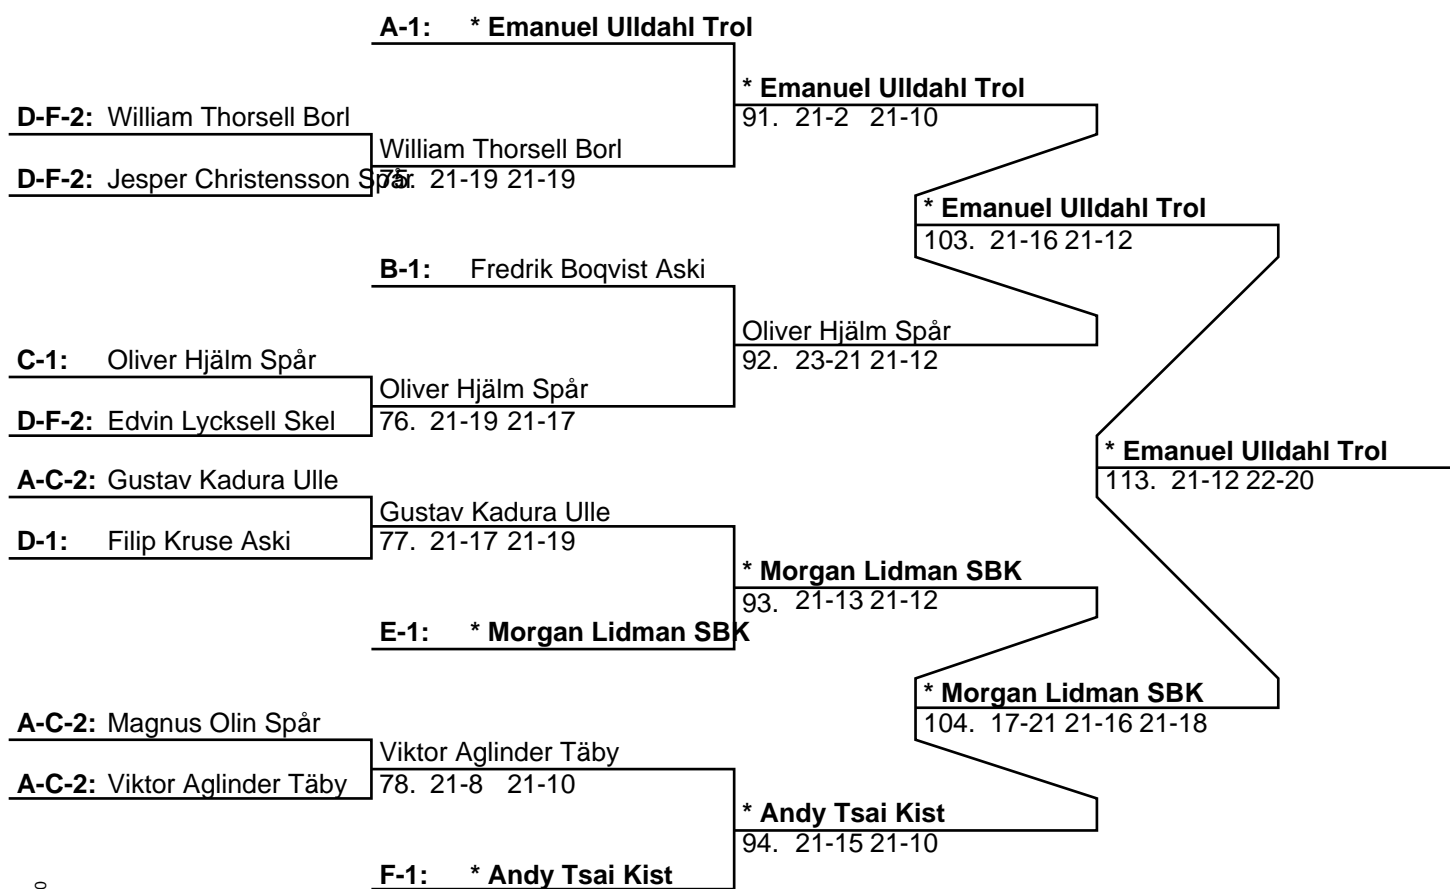 A-1: * Emanuel Ulldahl Trol
* Emanuel Ulldahl Trol
D-F-2: William Thorsell Borl
91. 21-2 21-10
William Thorsell Borl
D-F-2: Jesper Christensson Spår
75. 21-19 21-19
* Emanuel Ulldahl Trol
103. 21-16 21-12
B-1: Fredrik Boqvist Aski
Oliver Hjälm Spår
C-1: Oliver Hjälm Spår
92. 23-21 21-12
Oliver Hjälm Spår
D-F-2: Edvin Lycksell Skel
76. 21-19 21-17
* Emanuel Ulldahl Trol
A-C-2: Gustav Kadura Ulle
113. 21-12 22-20
Gustav Kadura Ulle
D-1: Filip Kruse Aski
77. 21-17 21-19
* Morgan Lidman SBK
93. 21-13 21-12
E-1: * Morgan Lidman SBK
* Morgan Lidman SBK
A-C-2: Magnus Olin Spår
104. 17-21 21-16 21-18
Viktor Aglinder Täby
A-C-2: Viktor Aglinder Täby
78. 21-8 21-10
* Andy Tsai Kist
94. 21-15 21-10
F-1: * Andy Tsai Kist